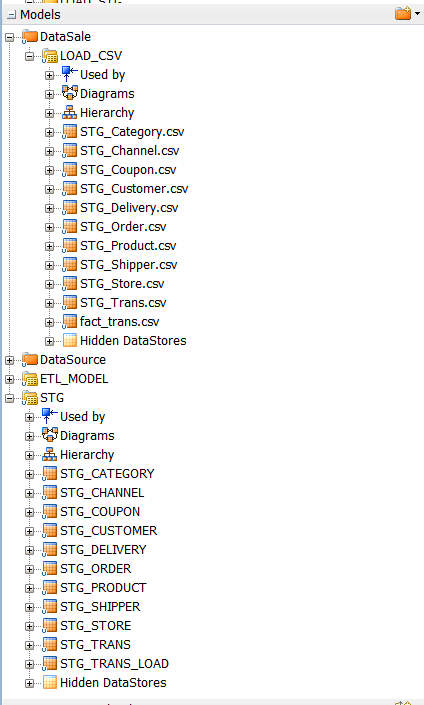 Models
DataSale
LOAD_CSV
Used by
Diagrams
Hierarchy
STG_Category.csv
STG_Channel.csv
STG_Coupon.csv
STG_Customer.csv
STG_Delivery.csv
STG_Order.csv
STG_Product.csv
STG_Shipper.csv
STG_Store.csv
STG_Trans.csv
fact_trans.csv
Hidden DataStores
DataSource
ETL_MODEL
STG
Used by
Diagrams
Hierarchy
STG_CATEGORY
STG_CHANNEL
STG_COUPON
STG_CUSTOMER
STG_DELIVERY
STG_ORDER
STG_PRODUCT
STG_SHIPPER
STG_STORE
STG_TRANS
STG_TRANS_LOAD
Hidden DataStores